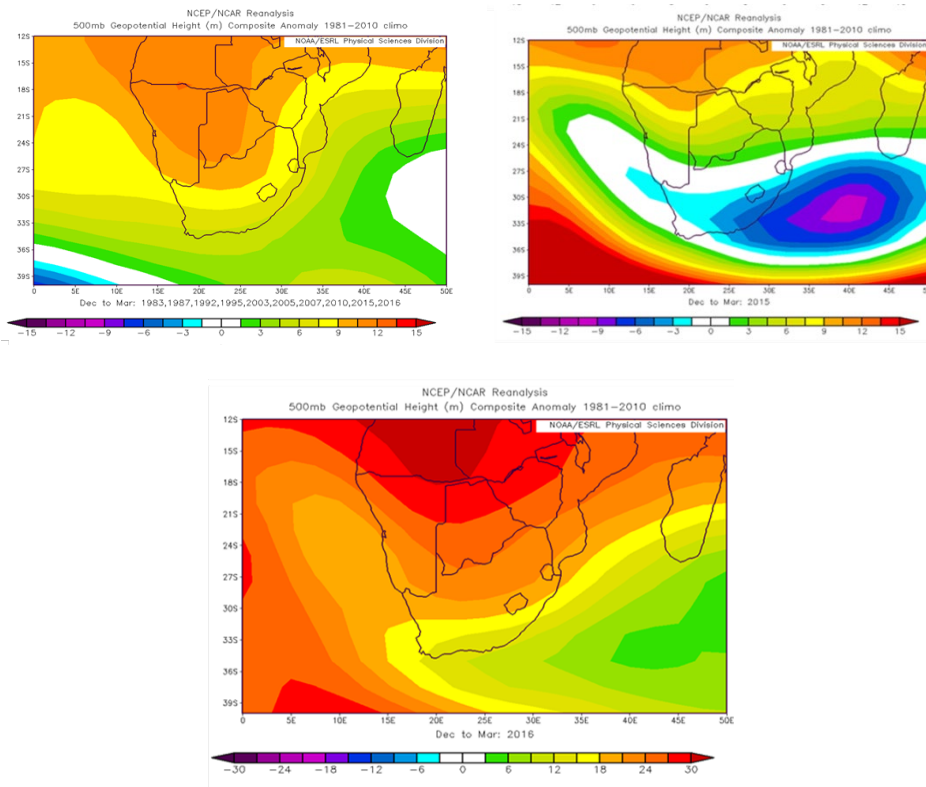 NCEP/NCAR Reanalysis
500mb Geopotential Height (m) Composite Anomaly 1981-2010 climo
NOAA/ESRL Physical Sciences Division
12S
15S
18S
21S
24S
27S
30S
33S
36S
39S
0 5E 10E 15E 20E 25E 30E 35E 40E 45E 50E
Dec to Mar: 1983,1987,1992,1995,2003,2005,2007,2010,2015,2016
-15 -12 -9 -6 -3 0 3 6 9 12 15
NCEP/NCAR Reanalysis
500mb Geopotential Height (m) Composite Anomaly 1981-2010 climo
NOAA/ESRL Physical Sciences Division
12S
15S
18S
21S
24S
27S
30S
33S
36S
39S
0 5E 10E 15E 20E 25E 30E 35E 40E 45E
Dec to Mar: 2015
-15 -12 -9 -6 -3 0 3 6 9 12 15
NCEP/NCAR Reanalysis
500mb Geopotential Height (m) Composite Anomaly 1981-2010 climo
NOAA/ESRL Physical Sciences Division
12S
15S
18S
21S
24S
27S
30S
33S
36S
39S
0 5E 10E 15E 20E 25E 30E 35E 40E 45E 50E
Dec to Mar: 2016
-30 -24 -18 -12 -6 0 6 12 18 24 30